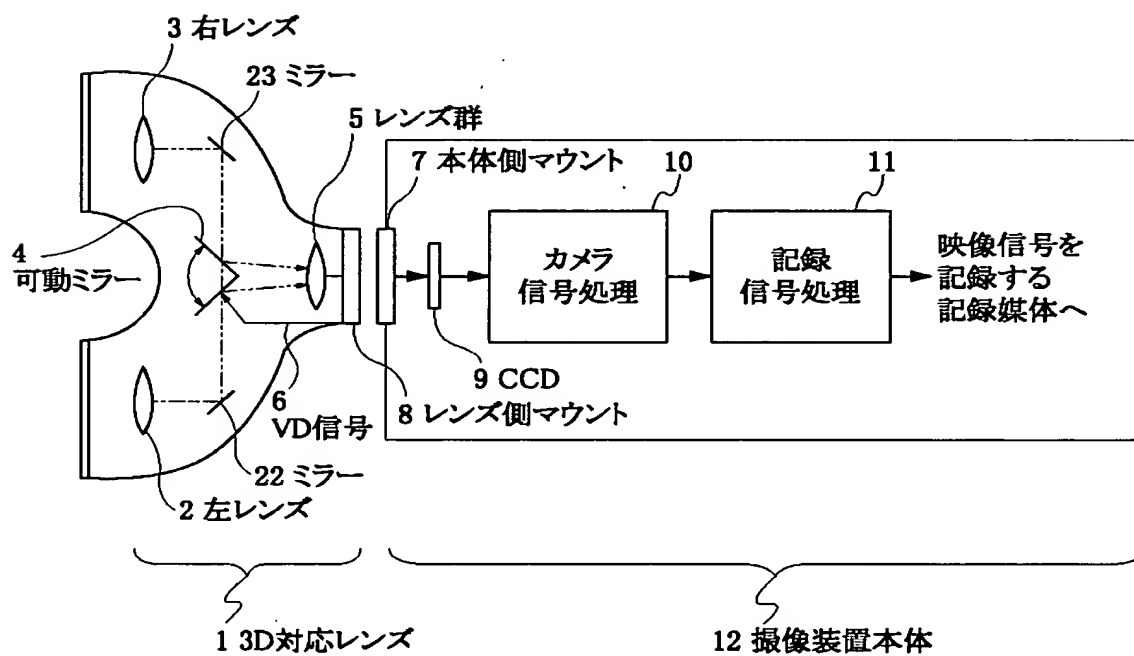 3 右レンズ
23 ミラー
5 レンズ群
7 本体側マウント
10
11
4
可動ミラー
カメラ
信号処理
記録
信号処理
映像信号を
記録する
記録媒体へ
9 CCD
6
VD信号
8 レンズ側マウント
22 ミラー
2 左レンズ
1 3D対応レンズ
12 撮像装置本体